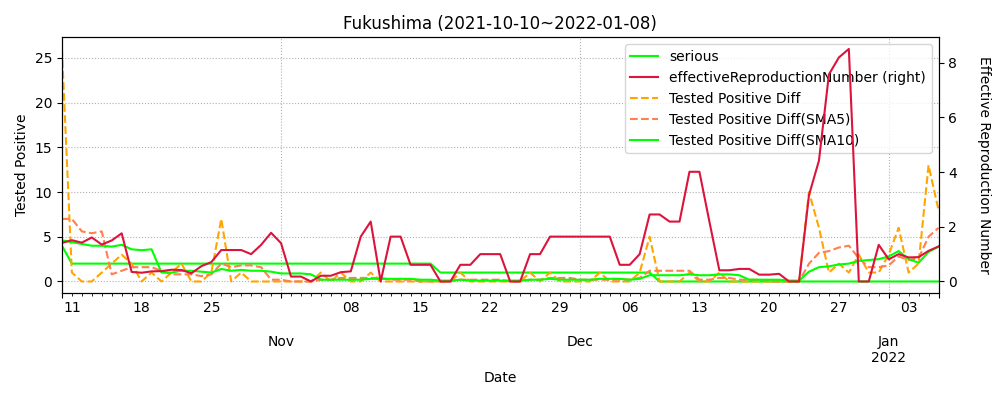 Fukushima (2021-10-10~2022-01-08)
25
20
15
10
5
0
Tested Positive
8
6
4
2
0
Effective Reproduction Number
serious
effectiveReproductionNumber (right)
Tested Positive Diff
Tested Positive Diff(SMA5)
Tested Positive Diff(SMA10)
11 18 25 08 15 22 29 06 13 20 27 03
Nov Dec Jan
2022
Date